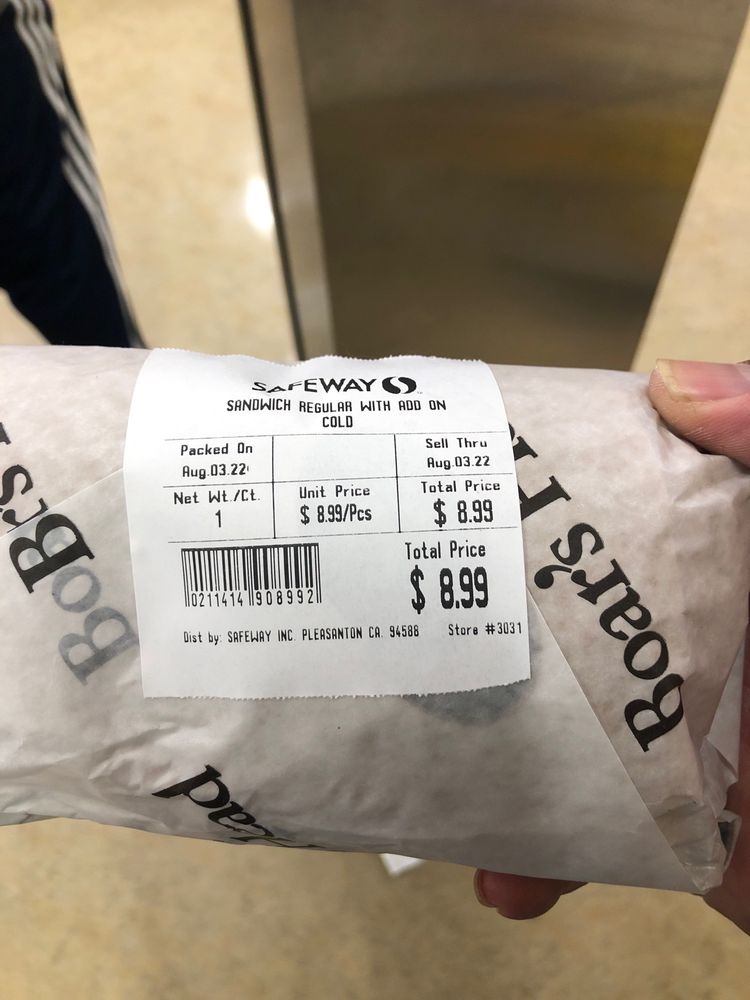 SAFEWAY
SANDWICH REGULAR WITH ADD ON
COLD
Packed On
Aug.03.22
Sell Thru
Aug.03.22
Net Wt./Ct.
1
Unit Price
$ 8.99/Pcs
Total Price
$ 8.99
Total Price
$ 8.99
0211414 908992
Dist by: SAFEWAY INC. PLEASANTON CA. 94588 Store #3031
Boar's